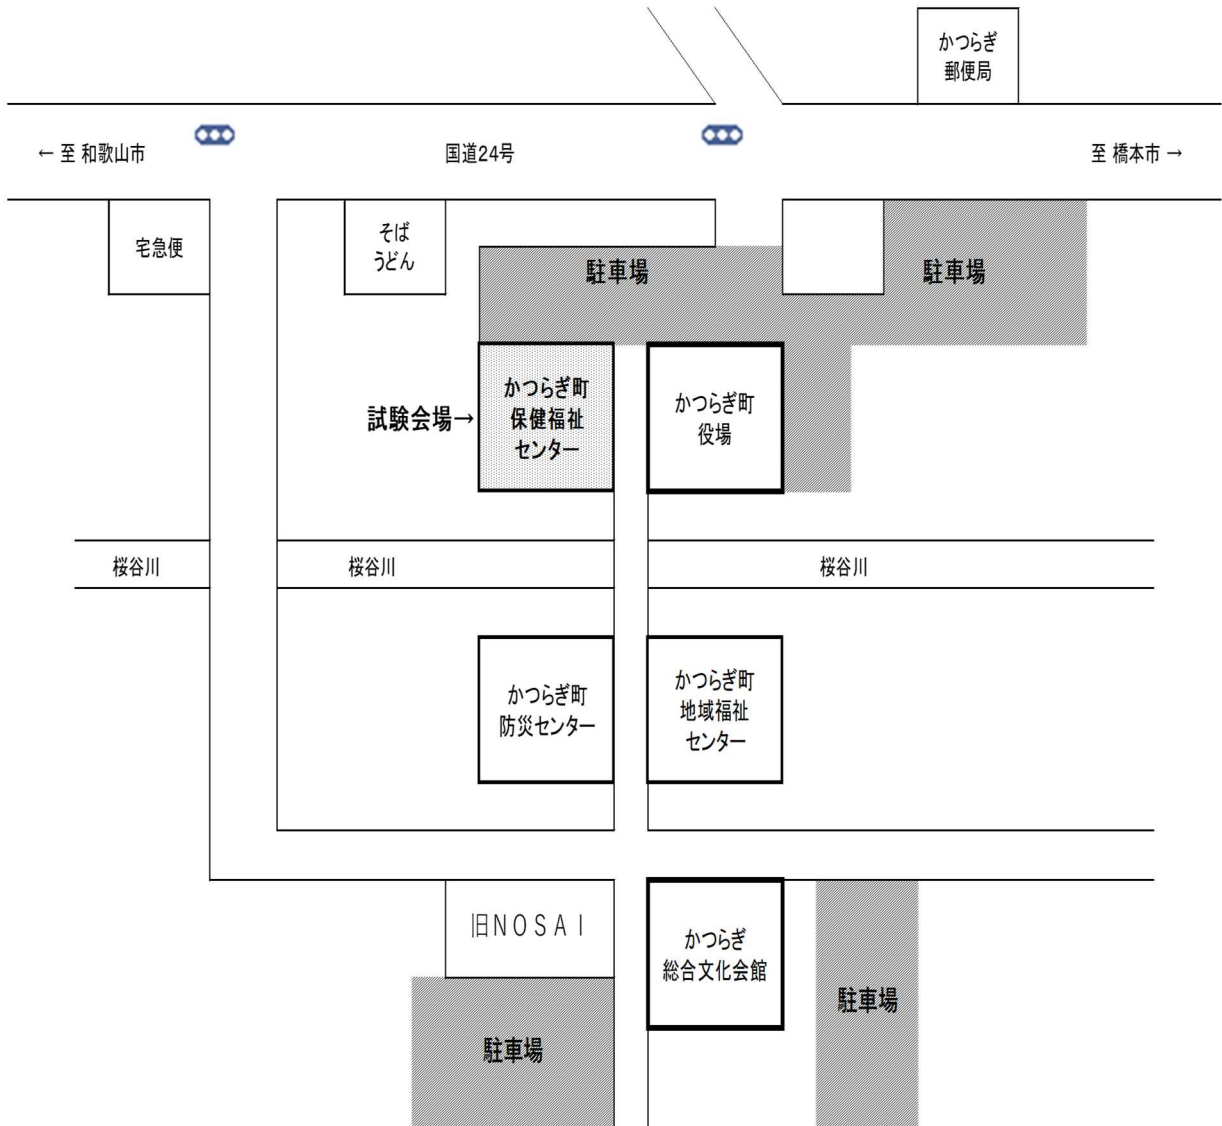 かつらぎ
郵便局
← 至 和歌山市
国道24号
至 橋本市 →
宅急便
そば
うどん
駐車場
駐車場
試験会場→
かつらぎ町
保健福祉
センター
かつらぎ町
役場
桜谷川
桜谷川
桜谷川
かつらぎ町
防災センター
かつらぎ町
地域福祉
センター
旧NOSAI
かつらぎ
総合文化会館
駐車場
駐車場